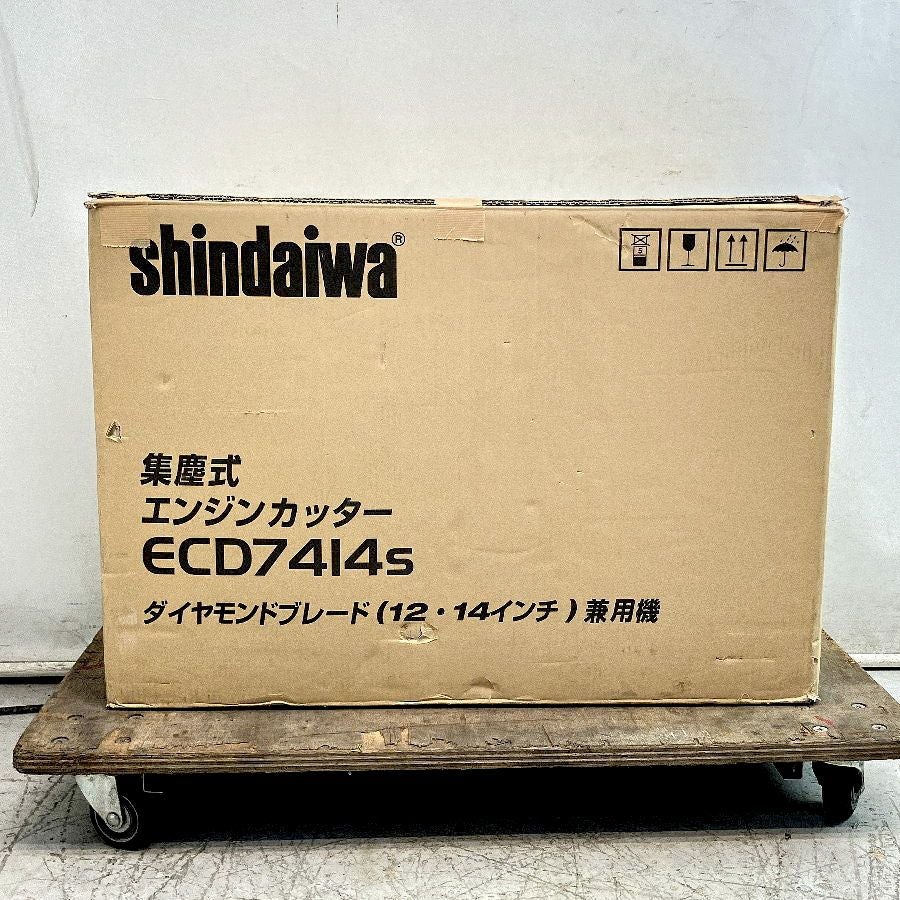 shindaiwa®
5
集塵式
エンジンカッター
ECD7414s
ダイヤモンドブレード(12・14インチ)兼用機